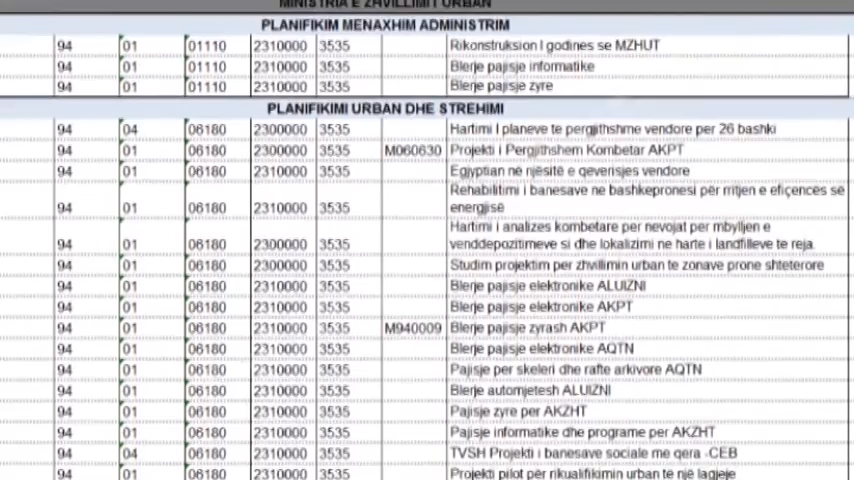 MINISTRIA E ZHVILLIMIT URBAN
PLANIFIKIM MENAXHIM ADMINISTRIM
94 01 01110 2310000 3535 Rikonstruksion I godines se MZHUT
94 01 01110 2310000 3535 Blerje pajisje informatike
94 01 01110 2310000 3535 Blerje pajisje zyre
PLANIFIKIMI URBAN DHE STREHIMI
94 04 06180 2300000 3535 Hartimi I planeve te pergjithshme vendore per 26 bashki
94 01 06180 2300000 3535 M060630 Projekti i Pergjithshem Kombetar AKPT
94 01 06180 2310000 3535 Egyptian në njësitë e qeverisjes vendore
Rehabilitimi i banesave ne bashkepronesi për rritjen e efiçencës se
94 01 06180 2310000 3535 energjisë
Hartimi i analizes kombetare per nevojat per mbylljen e
94 01 06180 2300000 3535 venddepozitimeve si dhe lokalizimi ne harte i landfilleve te reja
94 01 06180 2300000 3535 Studim projektim per zhvillimin urban te zonave prone shteterore
94 01 06180 2310000 3535 Blerje pajisje elektronike ALUIZNI
94 01 06180 2310000 3535 Blerje pajisje elektronike AKPT
94 01 06180 2310000 3535 M940009 Blerje pajisje zyrash AKPT
94 01 06180 2310000 3535 Blerje pajisje elektronike AQTN
94 01 06180 2310000 3535 Pajisje per skeleri dhe rafte arkivore AQTN
94 01 06180 2310000 3535 Blerje automjetesh ALUIZNI
94 01 06180 2310000 3535 Pajisje zyre per AKZHT
94 01 06180 2310000 3535 Pajisje informatike dhe programe per AKZHT
94 04 06180 2310000 3535 TVSH Projekti i banesave sociale me qera -CEB
94 01 06180 2310000 3535 Projekti pilot për rikualifikimin urban te një lagjeje